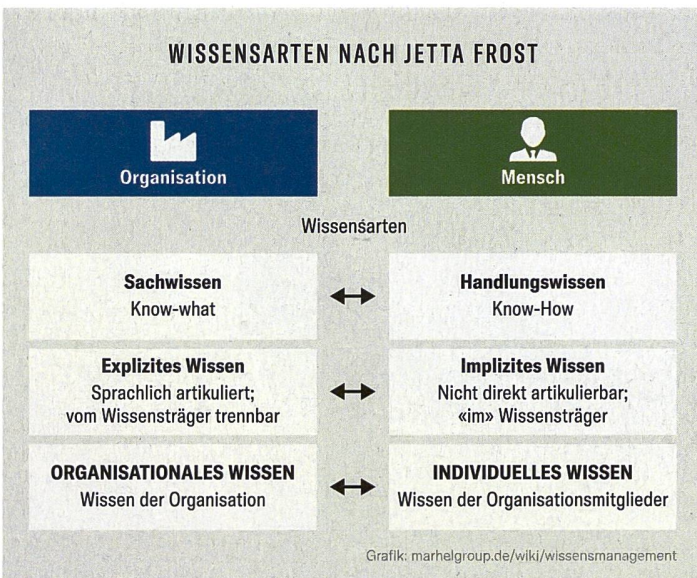 WISSENSARTEN NACH JETTA FROST
Organisation
Mensch
Wissensarten
Sachwissen
Know-what
Handlungswissen
Know-How
Explizites Wissen
Sprachlich artikuliert;
vom Wissensträger trennbar
Implizites Wissen
Nicht direkt artikulierbar;
«im» Wissensträger
ORGANISATIONALES WISSEN
Wissen der Organisation
INDIVIDUELLES WISSEN
Wissen der Organisationsmitglieder
Grafik: marhelgroup.de/wiki/wissensmanagement